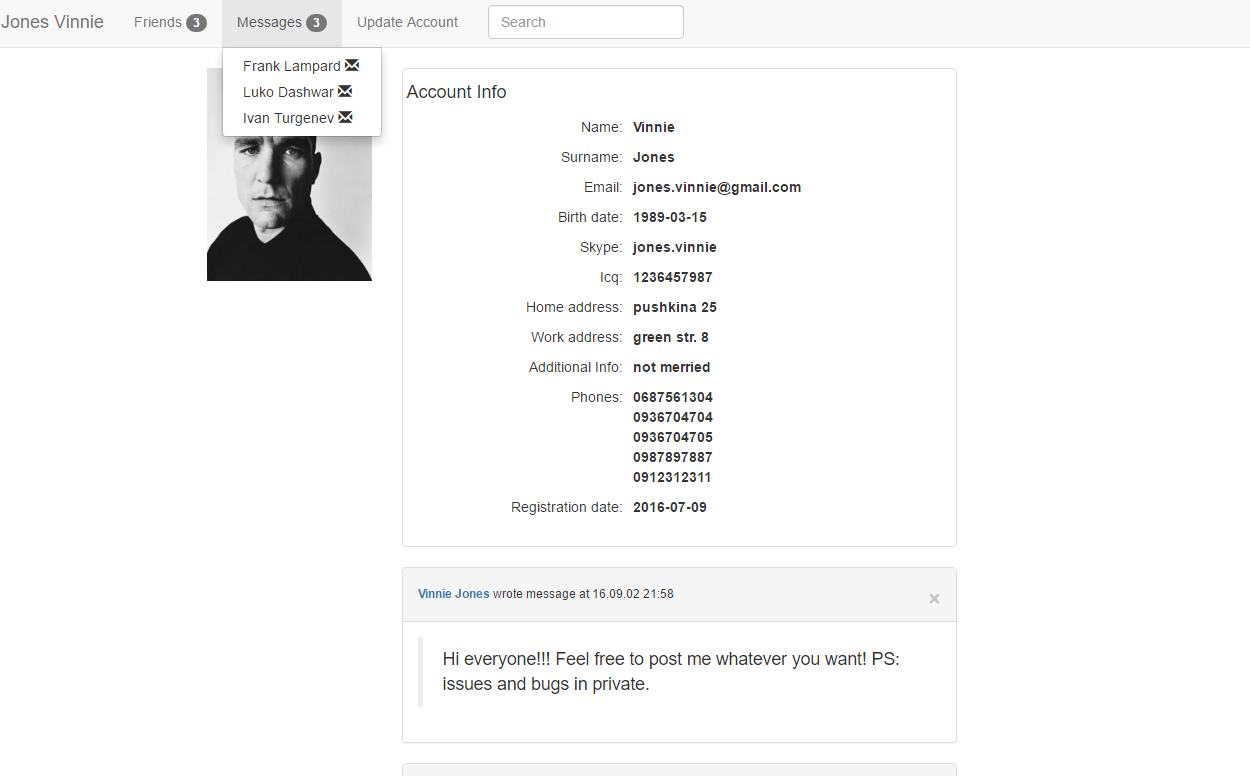 Jones Vinnie Friends 3 Messages 3 Update Account Search
Frank Lampard
Luko Dashwar
Ivan Turgenev
Account Info
Name: Vinnie
Surname: Jones
Email: jones.vinnie@gmail.com
Birth date: 1989-03-15
Skype: jones.vinnie
Icq: 1236457987
Home address: pushkina 25
Work address: green str. 8
Additional Info: not merried
Phones: 0687561304
0936704704
0936704705
0987897887
0912312311
Registration date: 2016-07-09
Vinnie Jones wrote message at 16.09.02 21:58 ×
Hi everyone!!! Feel free to post me whatever you want! PS:
issues and bugs in private.